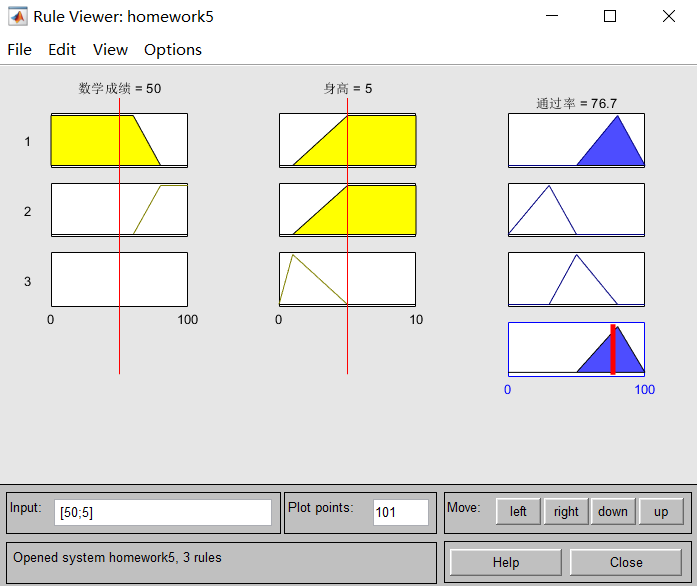 Rule Viewer: homework5
File Edit View Options
数学成绩 = 50
身高 = 5
通过率 = 76.7
1
2
3
0 100
0 10
0 100
Input: [50;5]
Plot points: 101
Move: left right down up
Opened system homework5, 3 rules
Help Close